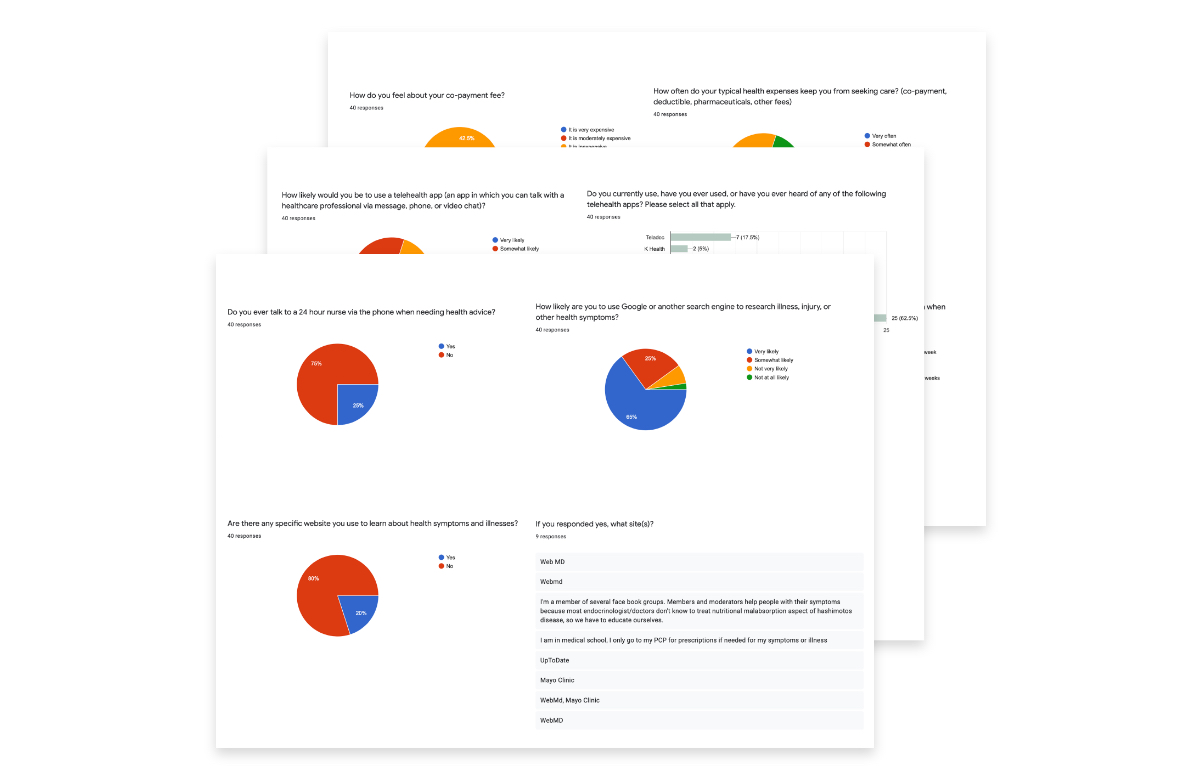 How do you feel about your co-payment fee?
40 responses
42.5%
It is very expensive
It is moderately expensive
How often do your typical health expenses keep you from seeking care? (co-payment,
deductible, pharmaceuticals, other fees)
40 responses
Very often
Somewhat often
How likely would you be to use a telehealth app (an app in which you can talk with a
healthcare professional via message, phone, or video chat)?
40 responses
Very likely
Somewhat likely
Do you currently use, have you ever used, or have you ever heard of any of the following
telehealth apps? Please select all that apply.
40 responses
Teladoc
7 (17.5%)
K Health
2 (5%)
25 (62.5%)
25
when
week
weeks
Do you ever talk to a 24 hour nurse via the phone when needing health advice?
40 responses
Yes
No
75%
25%
How likely are you to use Google or another search engine to research illness, injury, or
other health symptoms?
40 responses
Very likely
Somewhat likely
Not very likely
Not at all likely
25%
65%
Are there any specific website you use to learn about health symptoms and illnesses?
40 responses
Yes
No
80%
20%
If you responded yes, what site(s)?
9 responses
Web MD
Webmd
I'm a member of several face book groups. Members and moderators help people with their symptoms
because most endocrinologist/doctors don't know to treat nutritional malabsorption aspect of hashimotos
disease, so we have to educate ourselves.
I am in medical school. I only go to my PCP for prescriptions if needed for my symptoms or illness
UpToDate
Mayo Clinic
WebMd, Mayo Clinic
WebMD